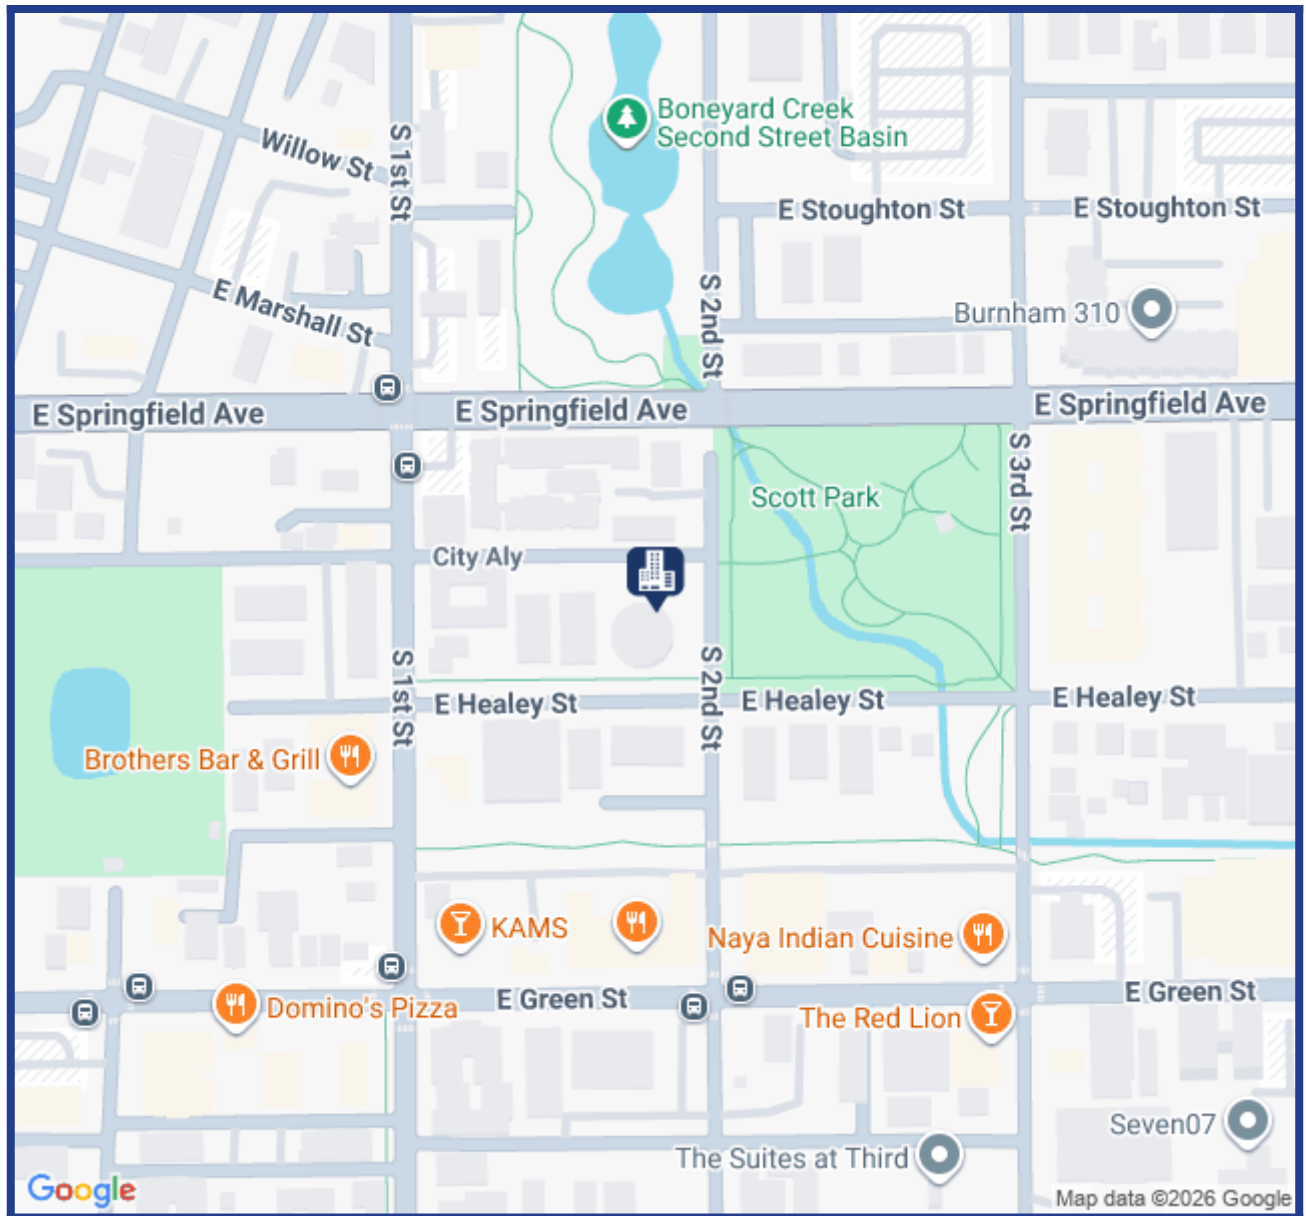 Boneyard Creek
Second Street Basin
Willow St
S 1st St
E Stoughton St
E Stoughton St
E Marshall St
S 2nd St
Burnham 310
E Springfield Ave
E Springfield Ave
E Springfield Ave
S 3rd St
Scott Park
City Aly
S 1st St
S 2nd St
E Healey St
E Healey St
E Healey St
Brothers Bar & Grill
KAMS
Naya Indian Cuisine
E Green St
E Green St
Domino's Pizza
The Red Lion
Seven07
The Suites at Third
Google
Map data ©2026 Google